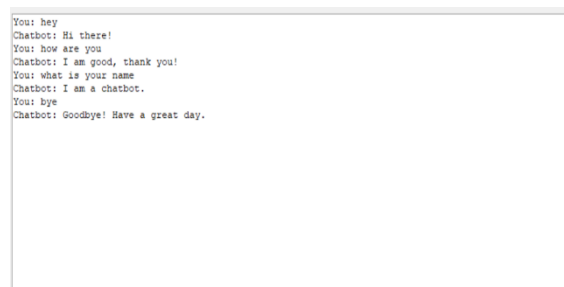 You: hey
Chatbot: Hi there!
You: how are you
Chatbot: I am good, thank you!
You: what is your name
Chatbot: I am a chatbot.
You: bye
Chatbot: Goodbye! Have a great day.